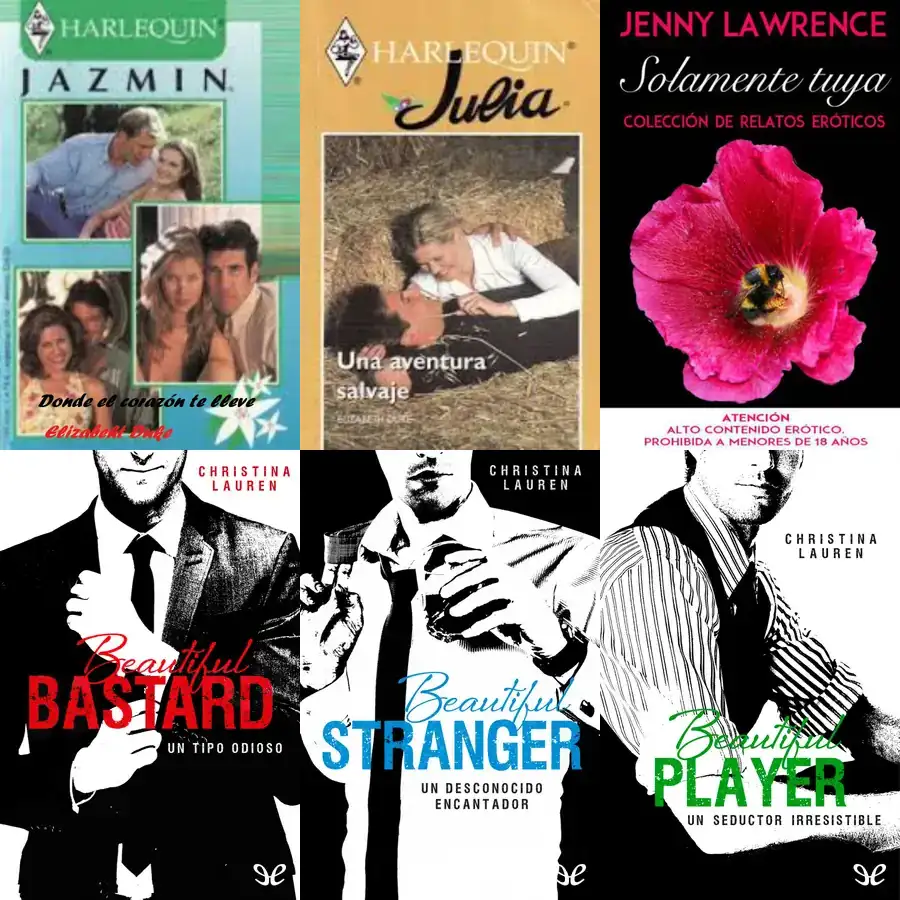 HARLEQUIN®
JAZMIN®
Donde el corazón te lleve
Elizabeht Duke
HARLEQUIN®
Julia®
Una aventura
salvaje
ELIZABETH DUKE
JENNY LAWRENCE
Solamente tuya
COLECCIÓN DE RELATOS ERÓTICOS
ATENCIÓN
ALTO CONTENIDO ERÓTICO.
PROHIBIDA A MENORES DE 18 AÑOS
CHRISTINA
LAUREN
Beautiful
BASTARD
UN TIPO ODIOSO
CHRISTINA
LAUREN
Beautiful
STRANGER
UN DESCONOCIDO
ENCANTADOR
CHRISTINA
LAUREN
Beautiful
PLAYER
UN SEDUCTOR IRRESISTIBLE